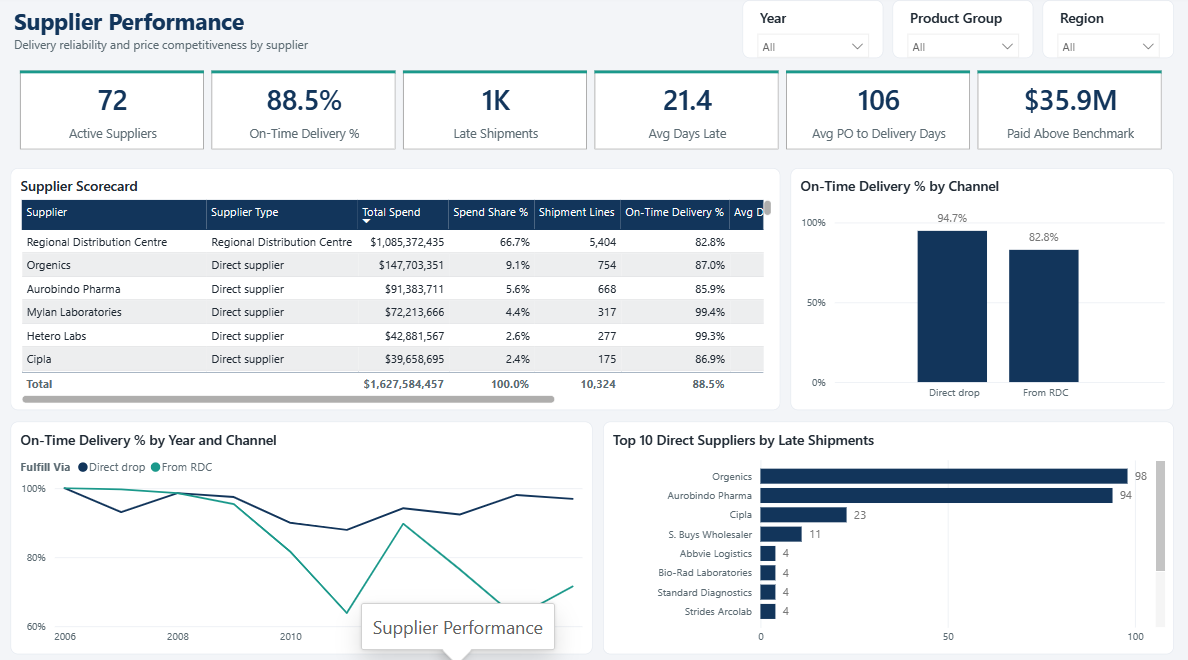 Supplier Performance
Delivery reliability and price competitiveness by supplier
Year
All
Product Group
All
Region
All
72
Active Suppliers
88.5%
On-Time Delivery %
1K
Late Shipments
21.4
Avg Days Late
106
Avg PO to Delivery Days
$35.9M
Paid Above Benchmark
Supplier Scorecard
Supplier Supplier Type Total Spend Spend Share % Shipment Lines On-Time Delivery % Avg D
Regional Distribution Centre Regional Distribution Centre $1,085,372,435 66.7% 5,404 82.8%
Orgenics Direct supplier $147,703,351 9.1% 754 87.0%
Aurobindo Pharma Direct supplier $91,383,711 5.6% 668 85.9%
Mylan Laboratories Direct supplier $72,213,666 4.4% 317 99.4%
Hetero Labs Direct supplier $42,881,567 2.6% 277 99.3%
Cipla Direct supplier $39,658,695 2.4% 175 86.9%
Total $1,627,584,457 100.0% 10,324 88.5%
On-Time Delivery % by Channel
100%
50%
0%
94.7%
82.8%
Direct drop
From RDC
On-Time Delivery % by Year and Channel
Fulfill Via Direct drop From RDC
100%
80%
60%
2006
2008
2010
Supplier Performance
Top 10 Direct Suppliers by Late Shipments
Orgenics 98
Aurobindo Pharma 94
Cipla 23
S. Buys Wholesaler 11
Abbvie Logistics 4
Bio-Rad Laboratories 4
Standard Diagnostics 4
Strides Arcolab 4
0
50
100